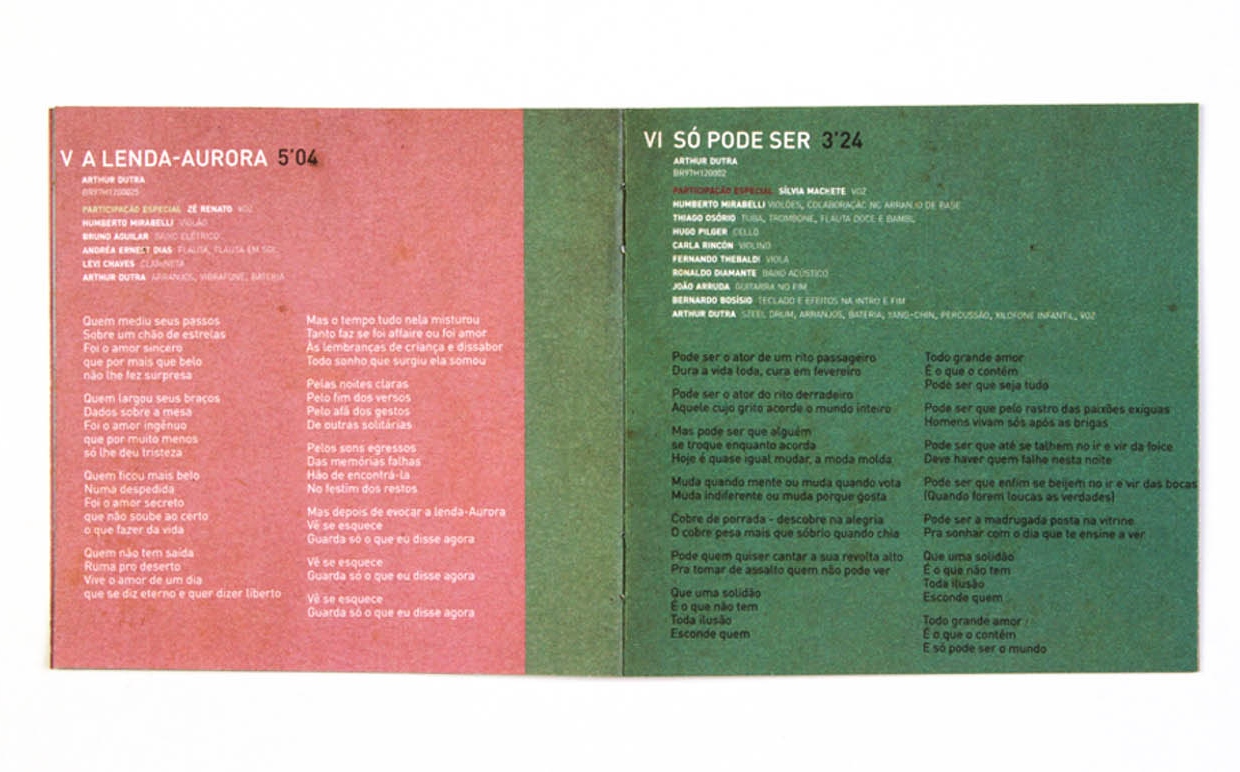 V A LENDA-AURORA 5'04
ARTHUR DUTRA
BR97H1200025
PARTICIPAÇÃO ESPECIAL ZÉ RENATO VOZ
HUMBERTO MIRABELLI VIOLÃO
BRUNO AGUILAR BAIXO ELÉTRICO
ANDRÉA ERNEST DIAS FLAUTA, FLAUTA EM SOL
LEVI CHAVES CLARINETA
ARTHUR DUTRA ARRANJOS, VIBRAFONE, BATERIA
Quem mediu seus passos
Sobre um chão de estrelas
Foi o amor sincero
que por mais que belo
não lhe fez surpresa
Quem largou seus braços
Dados sobre a mesa
Foi o amor ingênuo
que por muito menos
só lhe deu tristeza
Quem ficou mais belo
Numa despedida
Foi o amor secreto
que não soube ao certo
o que fazer da vida
Quem não tem saída
Ruma pro deserto
Vive o amor de um dia
que se diz eterno e quer dizer liberto
Mas o tempo tudo nela misturou
Tanto faz se foi affaire ou foi amor
Às lembranças de criança e dissabor
Todo sonho que surgiu ela somou
Pelas noites claras
Pelo fim dos versos
Pelo afã dos gestos
De outras solitárias
Pelos sons egressos
Das memórias falhas
Hão de encontrá-la
No festim dos restos
Mas depois de evocar a lenda-Aurora
Vê se esquece
Guarda só o que eu disse agora
Vê se esquece
Guarda só o que eu disse agora
Vê se esquece
Guarda só o que eu disse agora
VI SÓ PODE SER 3'24
ARTHUR DUTRA
BR97H1200002
PARTICIPAÇÃO ESPECIAL SÍLVIA MACHETE VOZ
HUMBERTO MIRABELLI VIOLÕES, COLABORAÇÃO NO ARRANJO DE BASE
THIAGO OSÓRIO TUBA, TROMBONE, FLAUTA DOCE E BAMBU
HUGO PILGER CELLO
CARLA RINCÓN VIOLINO
FERNANDO THEBALDI VIOLA
RONALDO DIAMANTE BAIXO ACÚSTICO
JOÃO ARRUDA GUITARRA NO FIM
BERNARDO BOSÍSIO TECLADO E EFEITOS NA INTRO E FIM
ARTHUR DUTRA STEEL DRUM, ARRANJOS, BATERIA, YANG-CHIN, PERCUSSÃO, XILOFONE INFANTIL, VOZ
Pode ser o ator de um rito passageiro
Dura a vida toda, cura em fevereiro
Pode ser o ator do rito derradeiro
Aquele cujo grito acorde o mundo inteiro
Mas pode ser que alguém
se troque enquanto acorda
Hoje é quase igual mudar, a moda molda
Muda quando mente ou muda quando vota
Muda indiferente ou muda porque gosta
Cobre de porrada - descobre na alegria
O cobre pesa mais que sóbrio quando chia
Pode quem quiser cantar a sua revolta alto
Pra tomar de assalto quem não pode ver
Que uma solidão
É o que não tem
Toda ilusão
Esconde quem
Todo grande amor
É o que o contém
Pode ser que seja tudo
Pode ser que pelo rastro das paixões exíguas
Homens vivam sós após as brigas
Pode ser que até se talhem no ir e vir da foice
Deve haver quem falhe nesta noite
Pode ser que enfim se beijem no ir e vir das bocas
(Quando forem loucas as verdades)
Pode ser a madrugada posta na vitrine
Pra sonhar com o dia que te ensine a ver
Que uma solidão
É o que não tem
Toda ilusão
Esconde quem
Todo grande amor
É o que o contém
E só pode ser o mundo